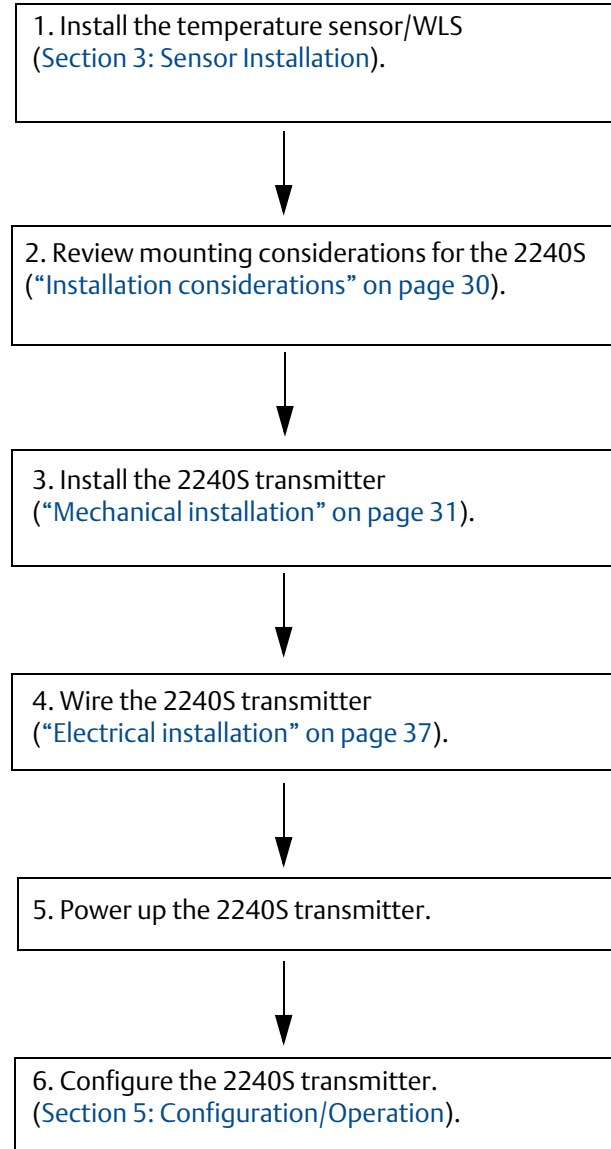 1. Install the temperature sensor/WLS
(Section 3: Sensor Installation).
2. Review mounting considerations for the 2240S
(“Installation considerations” on page 30).
3. Install the 2240S transmitter
(“Mechanical installation” on page 31).
4. Wire the 2240S transmitter
(“Electrical installation” on page 37).
5. Power up the 2240S transmitter.
6. Configure the 2240S transmitter.
(Section 5: Configuration/Operation).